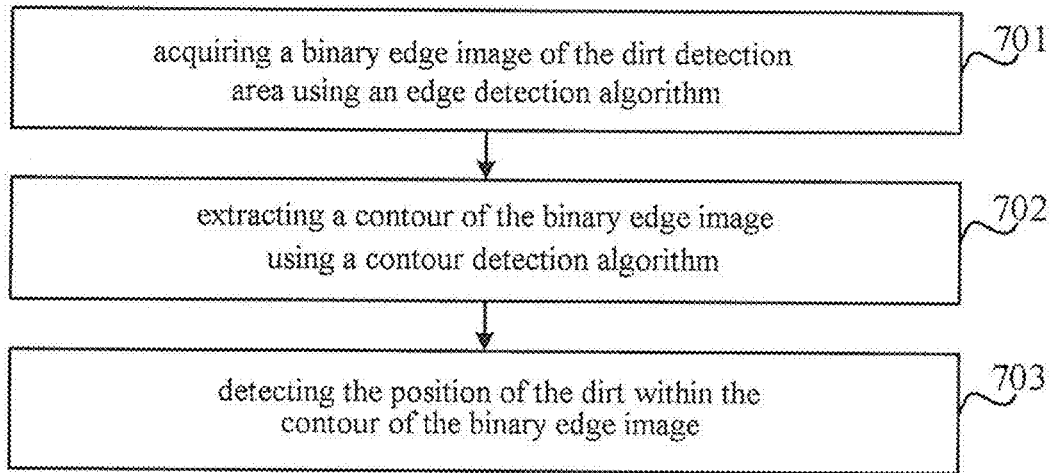 acquiring a binary edge image of the dirt detection
area using an edge detection algorithm
701
extracting a contour of the binary edge image
using a contour detection algorithm
702
detecting the position of the dirt within the
contour of the binary edge image
703